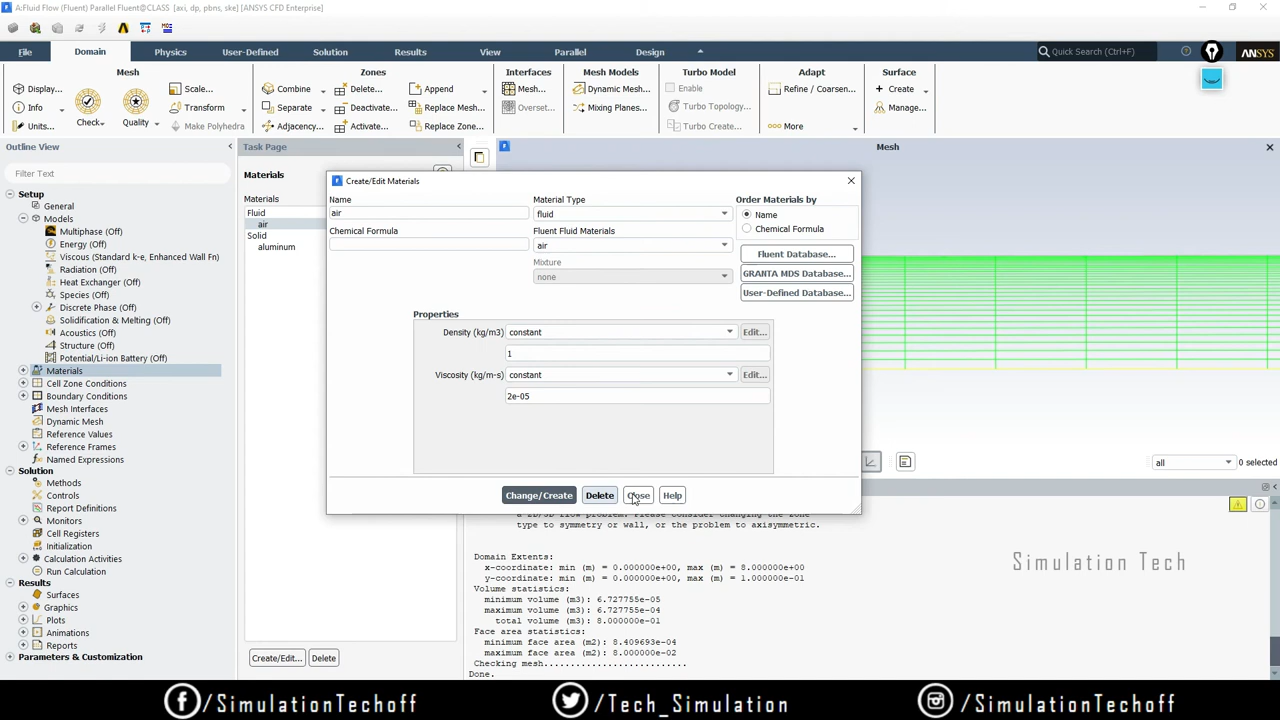 A:Fluid Flow (Fluent) Parallel Fluent@CLASS [axi, dp, pbns, ske] [ANSYS CFD Enterprise]
File Domain Physics User-Defined Solution Results View Parallel Design Quick Search (Ctrl+F) ANSYS
Mesh Zones Interfaces Mesh Models Turbo Model Adapt Surface
Display... Scale... Combine Delete... Append Mesh... Dynamic Mesh... Enable Refine / Coarsen... Create
Info Transform Separate Deactivate... Replace Mesh... Overset... Mixing Planes... Turbo Topology... Manage...
Units... Check Quality Make Polyhedra Adjacency... Activate... Replace Zone... Turbo Create... More
Outline View Task Page Mesh
Filter Text
Setup
General
Models
Multiphase (Off)
Energy (Off)
Viscous (Standard k-e, Enhanced Wall Fn)
Radiation (Off)
Heat Exchanger (Off)
Species (Off)
Discrete Phase (Off)
Solidification & Melting (Off)
Acoustics (Off)
Structure (Off)
Potential/Li-ion Battery (Off)
Materials
Cell Zone Conditions
Boundary Conditions
Mesh Interfaces
Dynamic Mesh
Reference Values
Reference Frames
Named Expressions
Solution
Methods
Controls
Report Definitions
Monitors
Cell Registers
Initialization
Calculation Activities
Run Calculation
Results
Surfaces
Graphics
Plots
Animations
Reports
Parameters & Customization
Materials
Materials
Fluid
air
Solid
aluminum
Create/Edit... Delete
Create/Edit Materials
Name Material Type Order Materials by
air fluid Name
Chemical Formula Fluent Fluid Materials Chemical Formula
air Fluent Database...
Mixture GRANTA MDS Database...
none User-Defined Database...
Properties
Density (kg/m3) constant Edit...
1
Viscosity (kg/m-s) constant Edit...
2e-05
Change/Create Delete Close Help
all 0 selected
a 2D/3D flow problem. Please consider changing the zone
type to symmetry or wall, or the problem to axisymmetric.
Domain Extents:
x-coordinate: min (m) = 0.000000e+00, max (m) = 8.000000e+00
y-coordinate: min (m) = 0.000000e+00, max (m) = 1.000000e-01
Volume statistics:
minimum volume (m3): 6.727755e-05
maximum volume (m3): 6.727755e-04
total volume (m3): 8.000000e-01
Face area statistics:
minimum face area (m2): 8.409693e-04
maximum face area (m2): 8.000000e-02
Checking mesh..........................
Done.
Simulation Tech
/SimulationTechoff /Tech_Simulation /SimulationTechoff